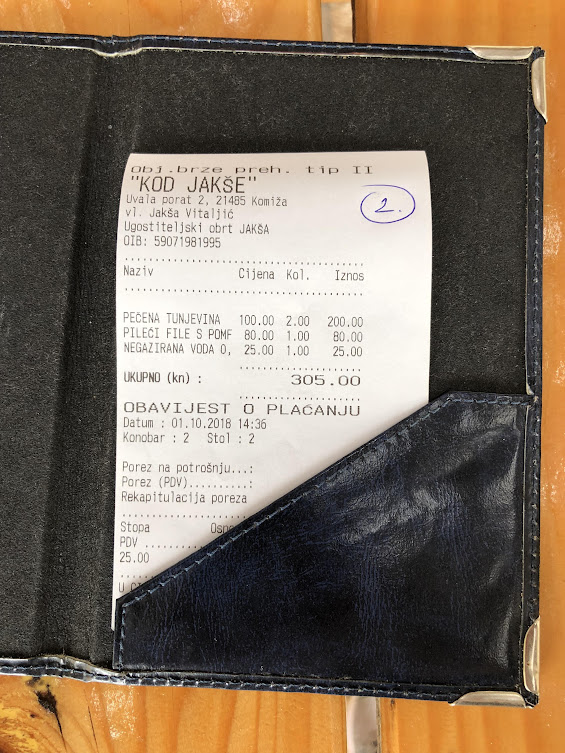 Obj.brze preh. tip II
"KOD JAKŠE"
Uvala porat 2, 21485 Komiža
vl. Jakša Vitaljić
Ugostiteljski obrt JAKŠA
OIB: 59071981995
2.
Naziv Cijena Kol. Iznos
PEČENA TUNJEVINA 100.00 2.00 200.00
PILEĆI FILE S POMF 80.00 1.00 80.00
NEGAZIRANA VODA 0, 25.00 1.00 25.00
UKUPNO (kn) : 305.00
OBAVIJEST O PLAĆANJU
Datum : 01.10.2018 14:36
Konobar : 2 Stol : 2
Porez na potrošnju...:
Porez (PDV)..........:
Rekapitulacija poreza
Stopa
PDV
25.00